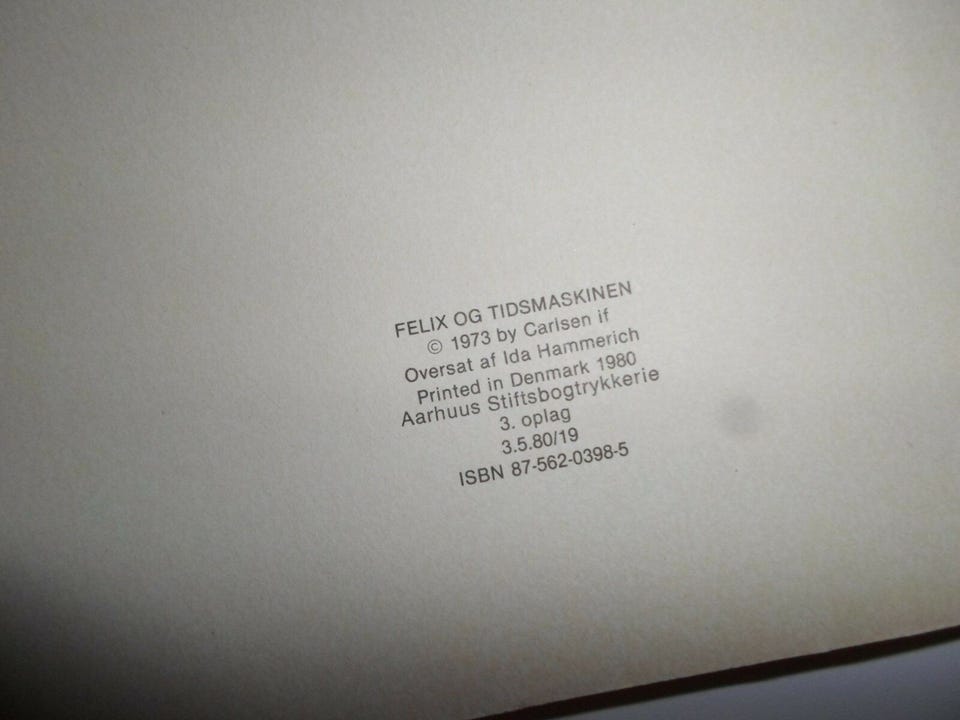 FELIX OG TIDSMASKINEN
© 1973 by Carlsen if
Oversat af Ida Hammerich
Printed in Denmark 1980
Aarhuus Stiftsbogtrykkerie
3. oplag
3.5.80/19
ISBN 87-562-0398-5